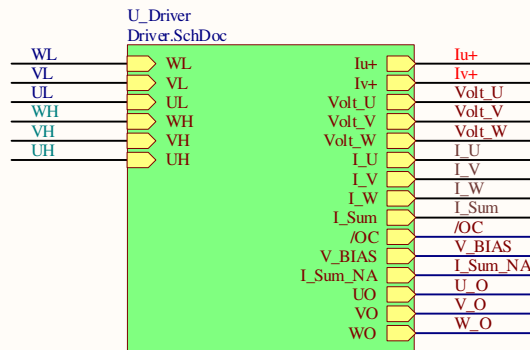 U_Driver
Driver.SchDoc
WL WL Iu+ Iu+
VL VL Iv+ Iv+
UL UL Volt_U Volt_U
WH WH Volt_V Volt_V
VH VH Volt_W Volt_W
UH UH I_U I_U
I_V I_V
I_W I_W
I_Sum I_Sum
/OC /OC
V_BIAS V_BIAS
I_Sum_NA I_Sum_NA
UO U_O
VO V_O
WO W_O